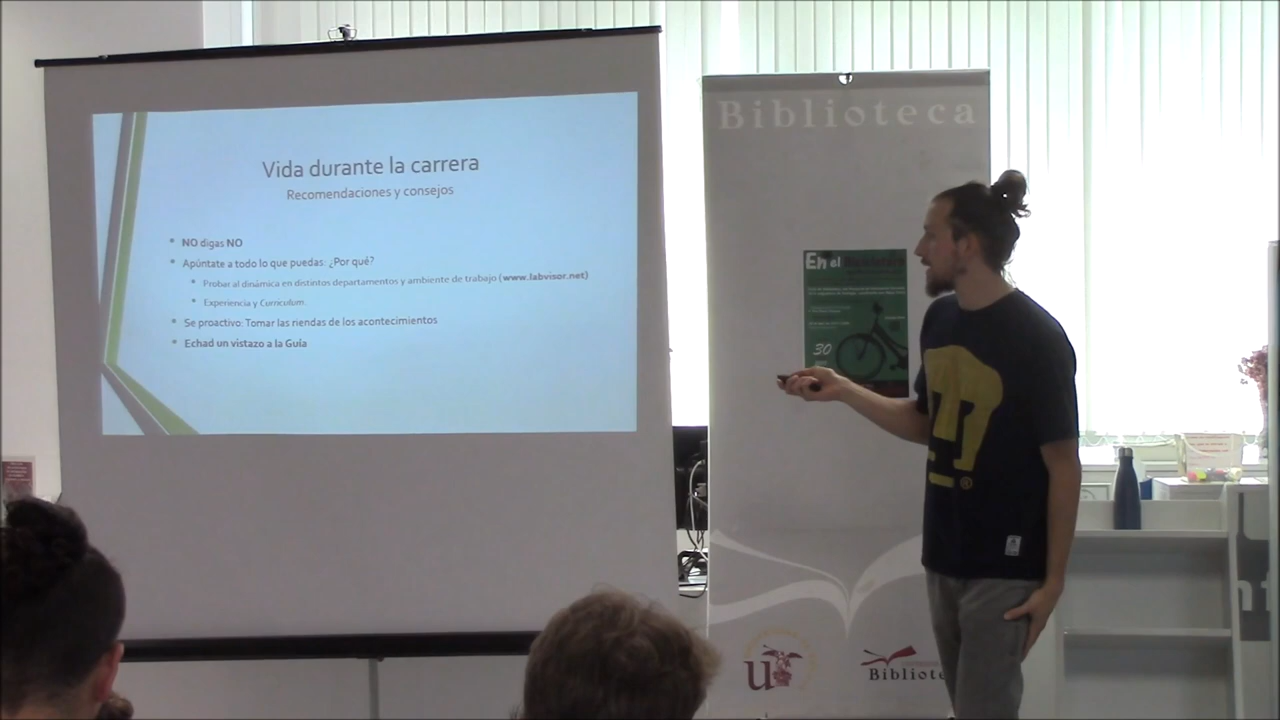 Vida durante la carrera
Recomendaciones y consejos
NO digas NO
Apúntate a todo lo que puedas: ¿Por qué?
Probar al dinámica en distintos departamentos y ambiente de trabajo (www.labvisor.net)
Experiencia y Curriculum.
Se proactivo: Tomar las riendas de los acontecimientos
Echad un vistazo a la Guía
Biblioteca
En el
30
u
Bibliote
®